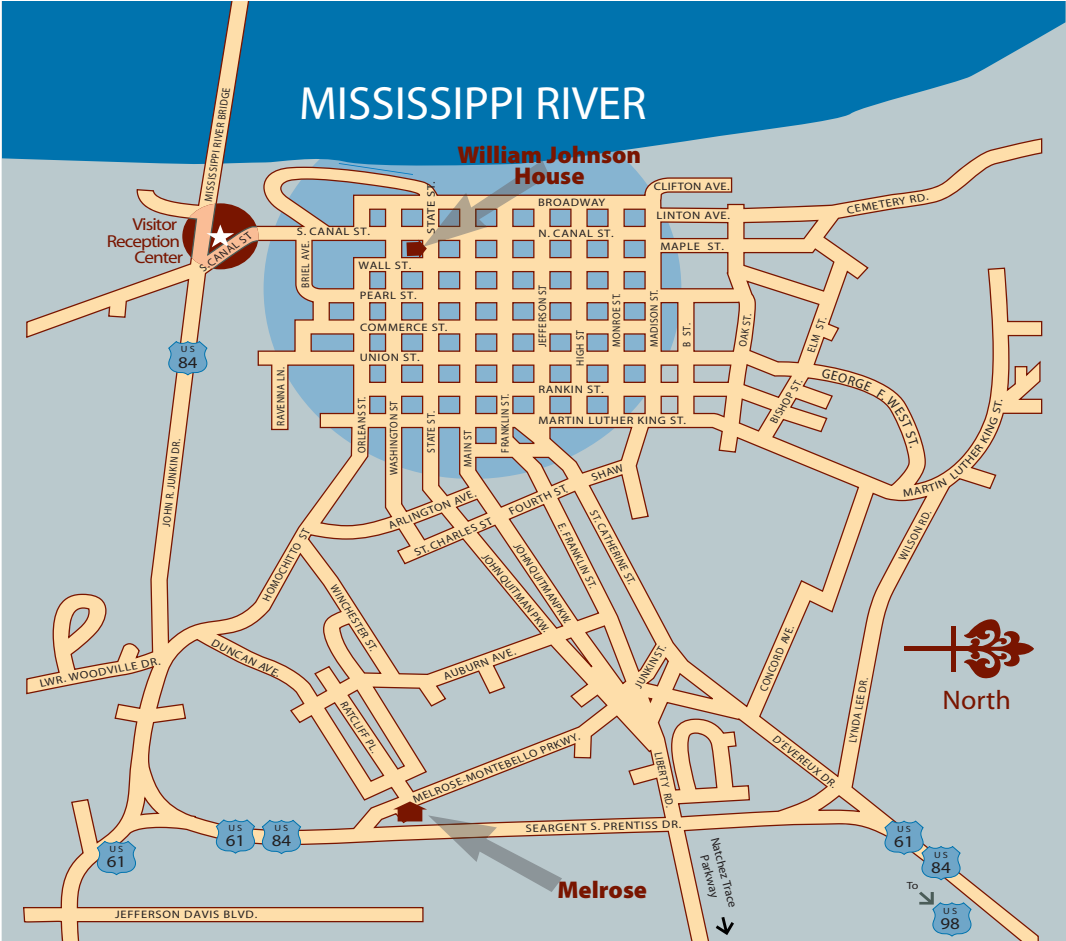 MISSISSIPPI RIVER
MISSISSIPPI RIVER BRIDGE
William Johnson
House
Visitor
Reception
Center
S.CANAL ST
S. CANAL ST.
STATE ST.
BROADWAY
CLIFTON AVE.
LINTON AVE.
CEMETERY RD.
N. CANAL ST.
MAPLE ST.
BRIEL AVE.
WALL ST.
PEARL ST.
COMMERCE ST.
UNION ST.
JEFFERSON ST
HIGH ST
MONROE ST.
MADISON ST.
B ST.
OAK ST.
ELM ST.
US
84
RAVENNA LN.
RANKIN ST.
BISHOP ST.
GEORGE F. WEST ST.
ORLEANS ST.
WASHINGTON ST
STATE ST.
MAIN ST
FRANKLIN ST.
MARTIN LUTHER KING ST.
MARTIN LUTHER KING ST.
JOHN R. JUNKIN DR.
ARLINGTON AVE.
ST. CHARLES ST
FOURTH ST.
SHAW
HOMOCHITTO ST
WINCHESTER ST.
JOHN QUITMAN PKW.
JOHN QUITMANPKW.
E. FRANKLIN ST.
ST. CATHERINE ST.
WILSON RD.
LWR. WOODVILLE DR.
DUNCAN AVE.
AUBURN AVE.
JUNKIN ST.
CONCORD AVE.
LYNDA LEE DR.
North
RATCLIFF PL.
MELROSE-MONTEBELLO PRKWY.
LIBERTY RD.
D'EVEREUX DR.
SEARGENT S. PRENTISS DR.
US
61
US
84
US
61
US
61
US
84
To
US
98
Natchez Trace
Parkway
Melrose
JEFFERSON DAVIS BLVD.